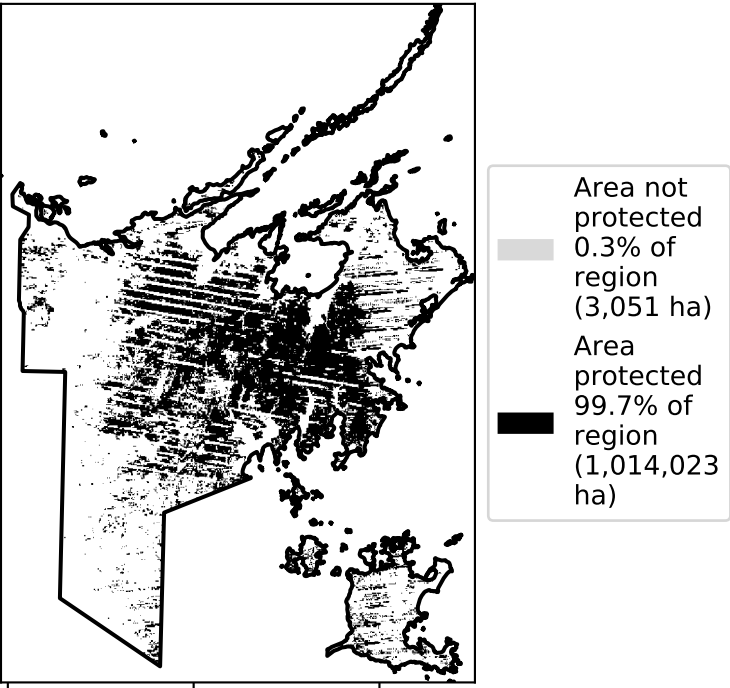 Area not
protected
0.3% of
region
(3,051 ha)
Area
protected
99.7% of
region
(1,014,023
ha)